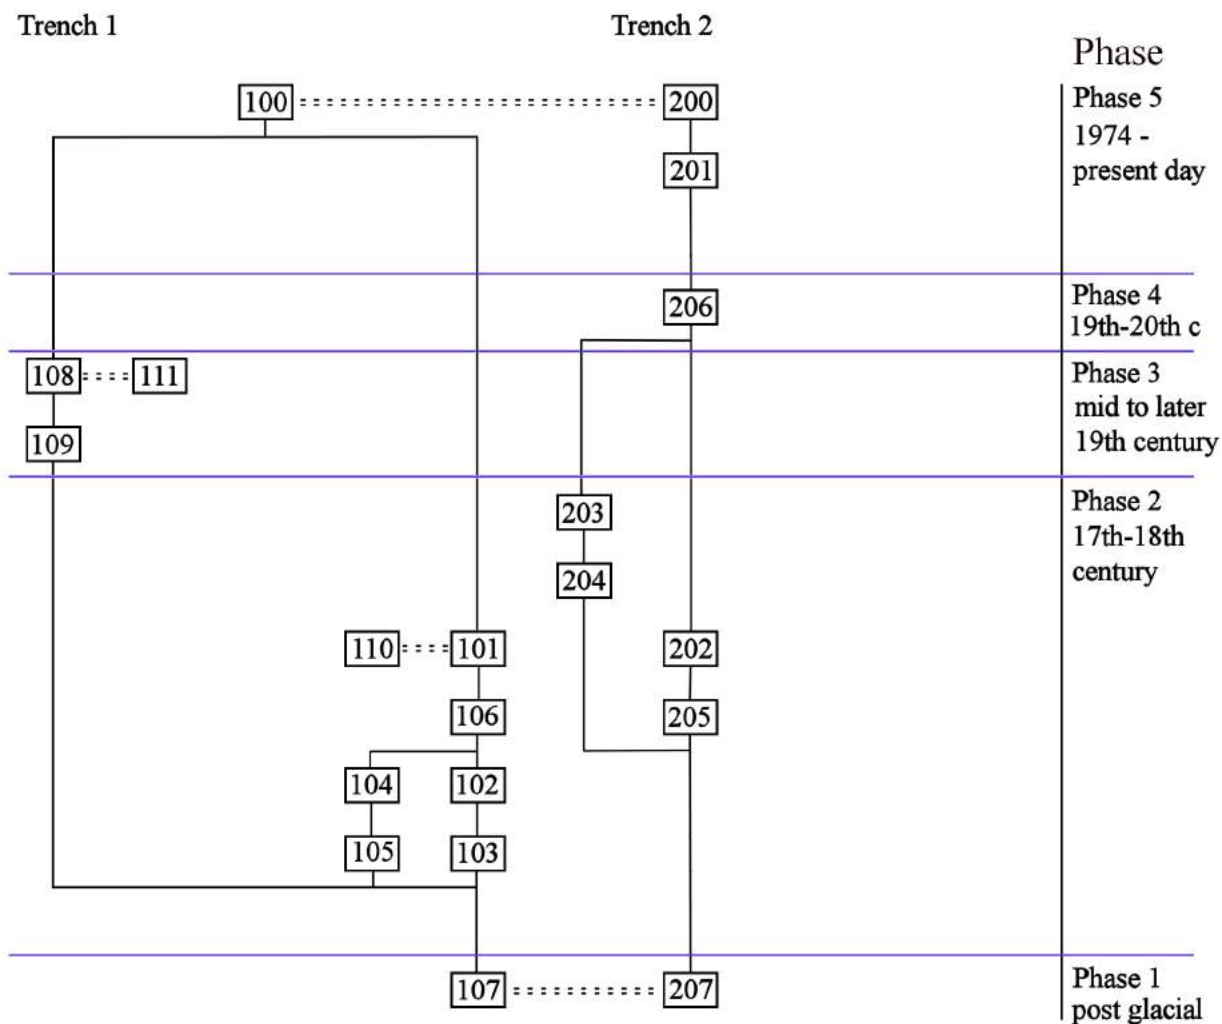 Trench 1
Trench 2
Phase
100
200
Phase 5
1974 -
201
present day
206
Phase 4
19th-20th c
108
111
Phase 3
mid to later
109
19th century
Phase 2
203
17th-18th
204
century
110
101
202
106
205
104
102
105
103
107
207
Phase 1
post glacial